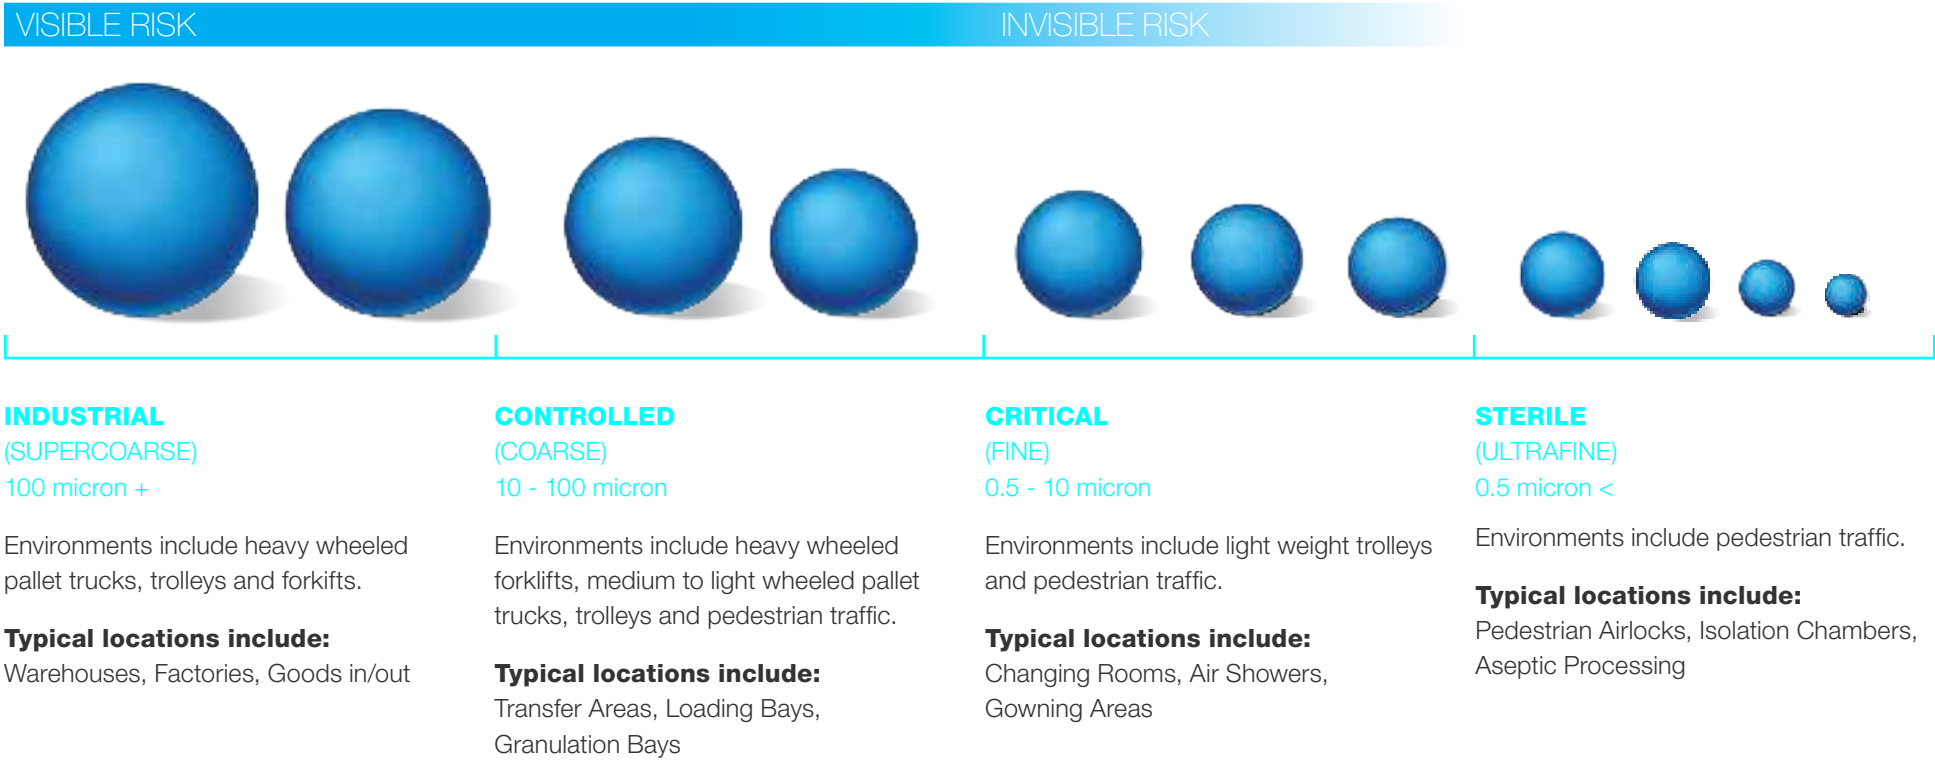 VISIBLE RISK
INVISIBLE RISK
INDUSTRIAL
(SUPERCOARSE)
100 micron +
Environments include heavy wheeled
pallet trucks, trolleys and forkifts.
Typical locations include:
Warehouses, Factories, Goods in/out
CONTROLLED
(COARSE)
10 - 100 micron
Environments include heavy wheeled
forklifts, medium to light wheeled pallet
trucks, trolleys and pedestrian traffic.
Typical locations include:
Transfer Areas, Loading Bays,
Granulation Bays
CRITICAL
(FINE)
0.5 - 10 micron
Environments include light weight trolleys
and pedestrian traffic.
Typical locations include:
Changing Rooms, Air Showers,
Gowning Areas
STERILE
(ULTRAFINE)
0.5 micron <
Environments include pedestrian traffic.
Typical locations include:
Pedestrian Airlocks, Isolation Chambers,
Aseptic Processing